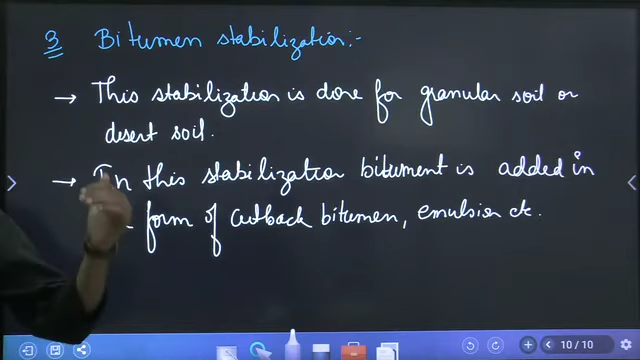 3 Bitumen stabilization:-
→ This stabilization is done for granular soil or
desert soil.
→ In this stabilization bitument is added in
form of cutback bitumen, emulsion etc.
10/10